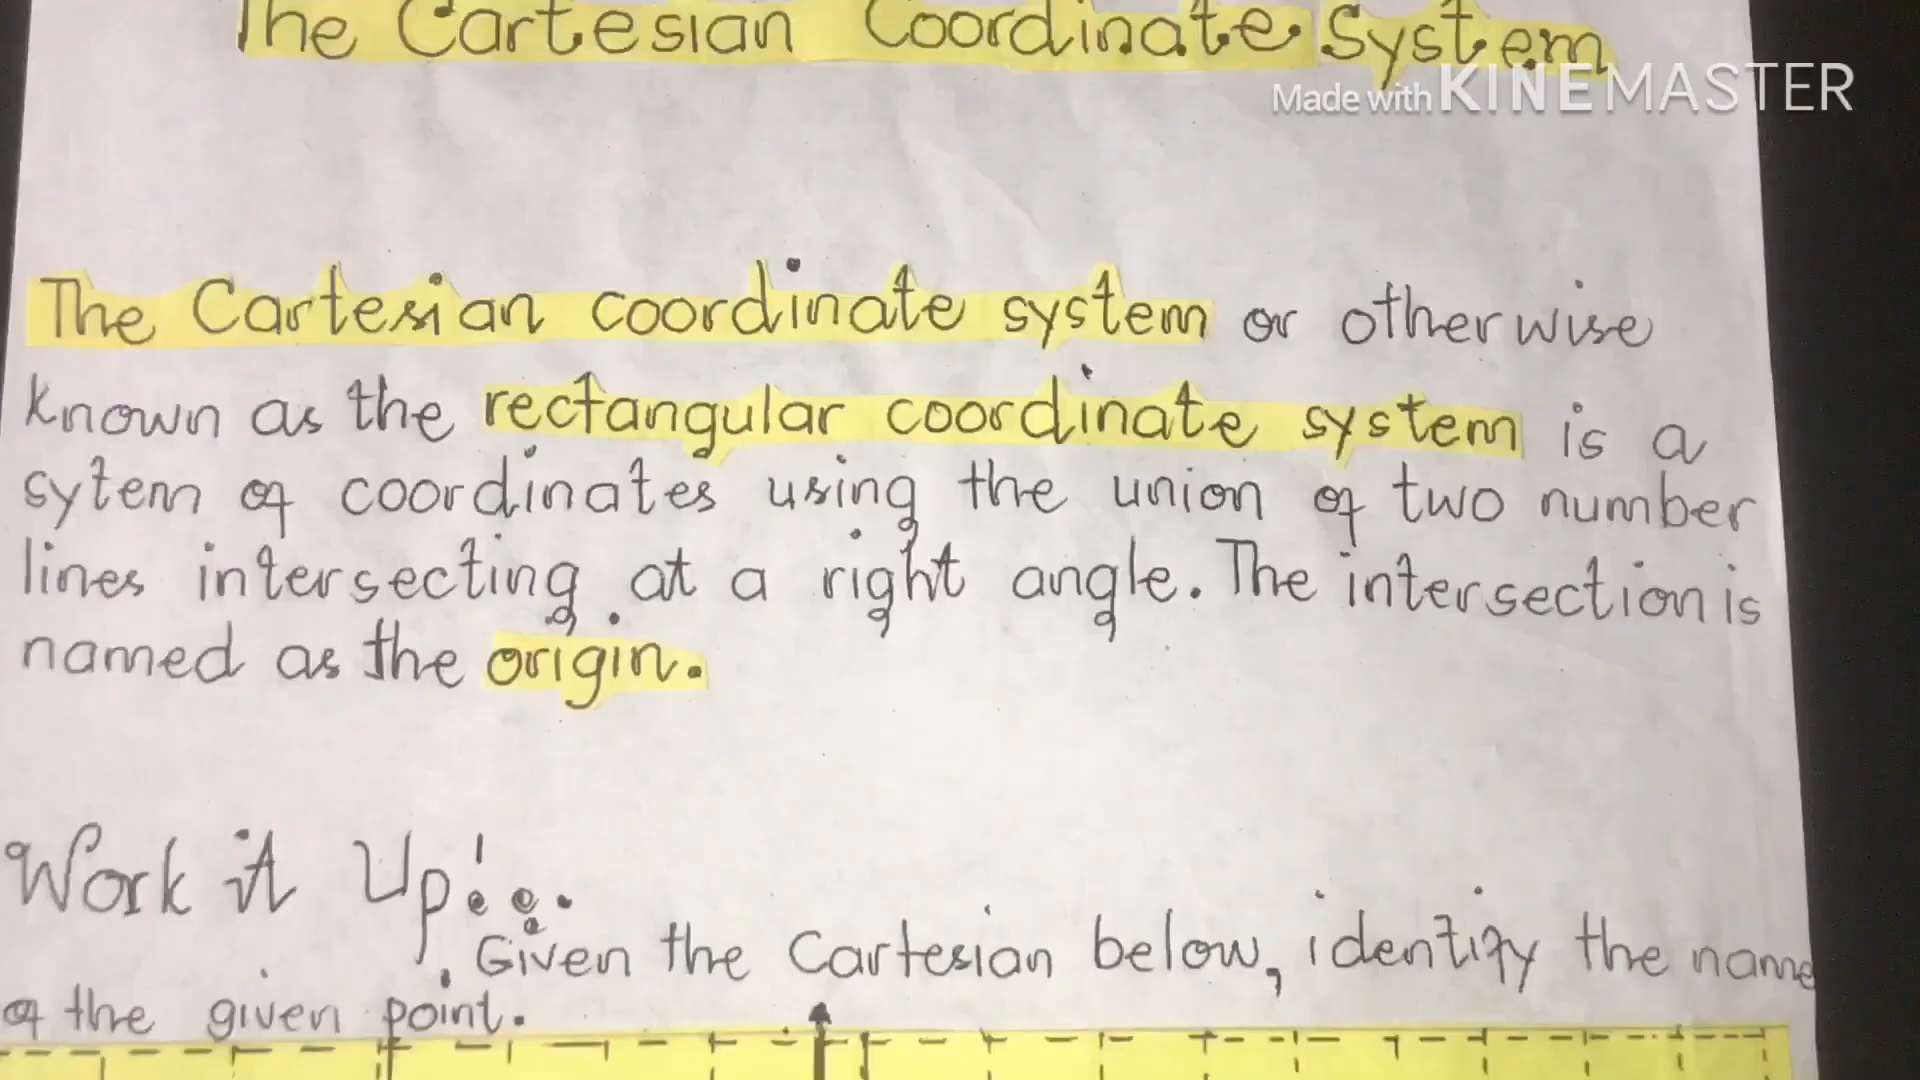 The Cartesian Coordinate System
Made with KINEMASTER
The Cartesian coordinate system or otherwise
known as the rectangular coordinate system is a
sytem of coordinates using the union of two number
lines intersecting at a right angle. The intersection is
named as the origin.
Work it Up!
Given the Cartesian below, identify the name
of the given point.